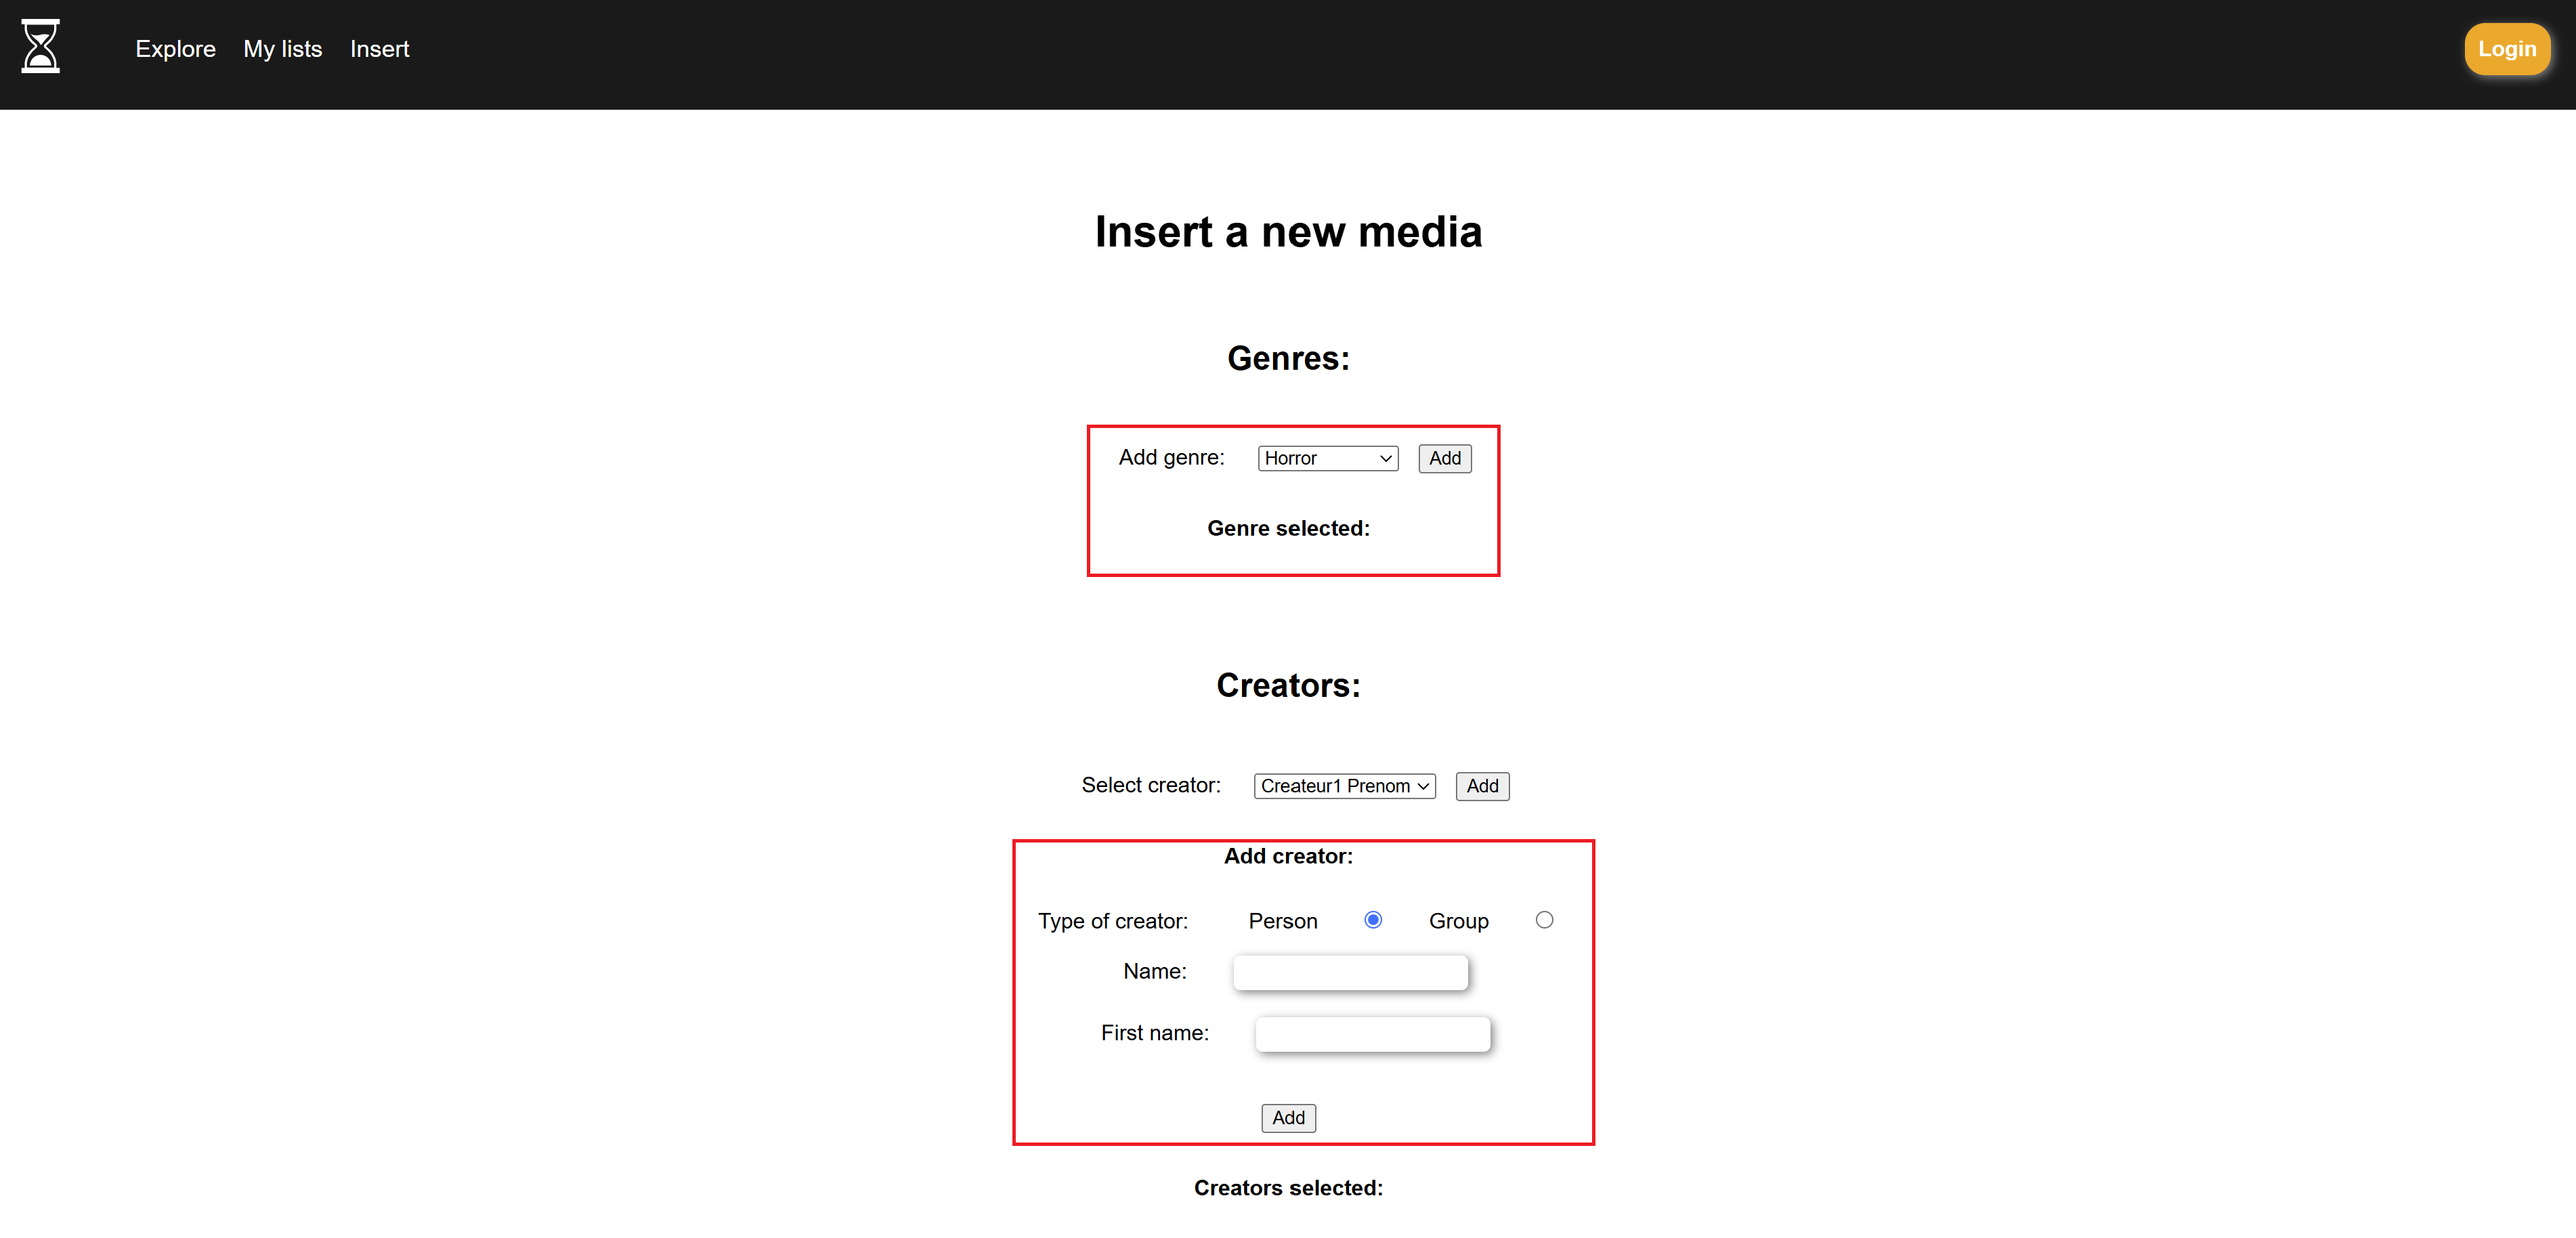 Explore My lists Insert Login
Insert a new media
Genres:
Add genre: Horror Add
Genre selected:
Creators:
Select creator: Createur1 Prenom Add
Add creator:
Type of creator: Person Group
Name:
First name:
Add
Creators selected: